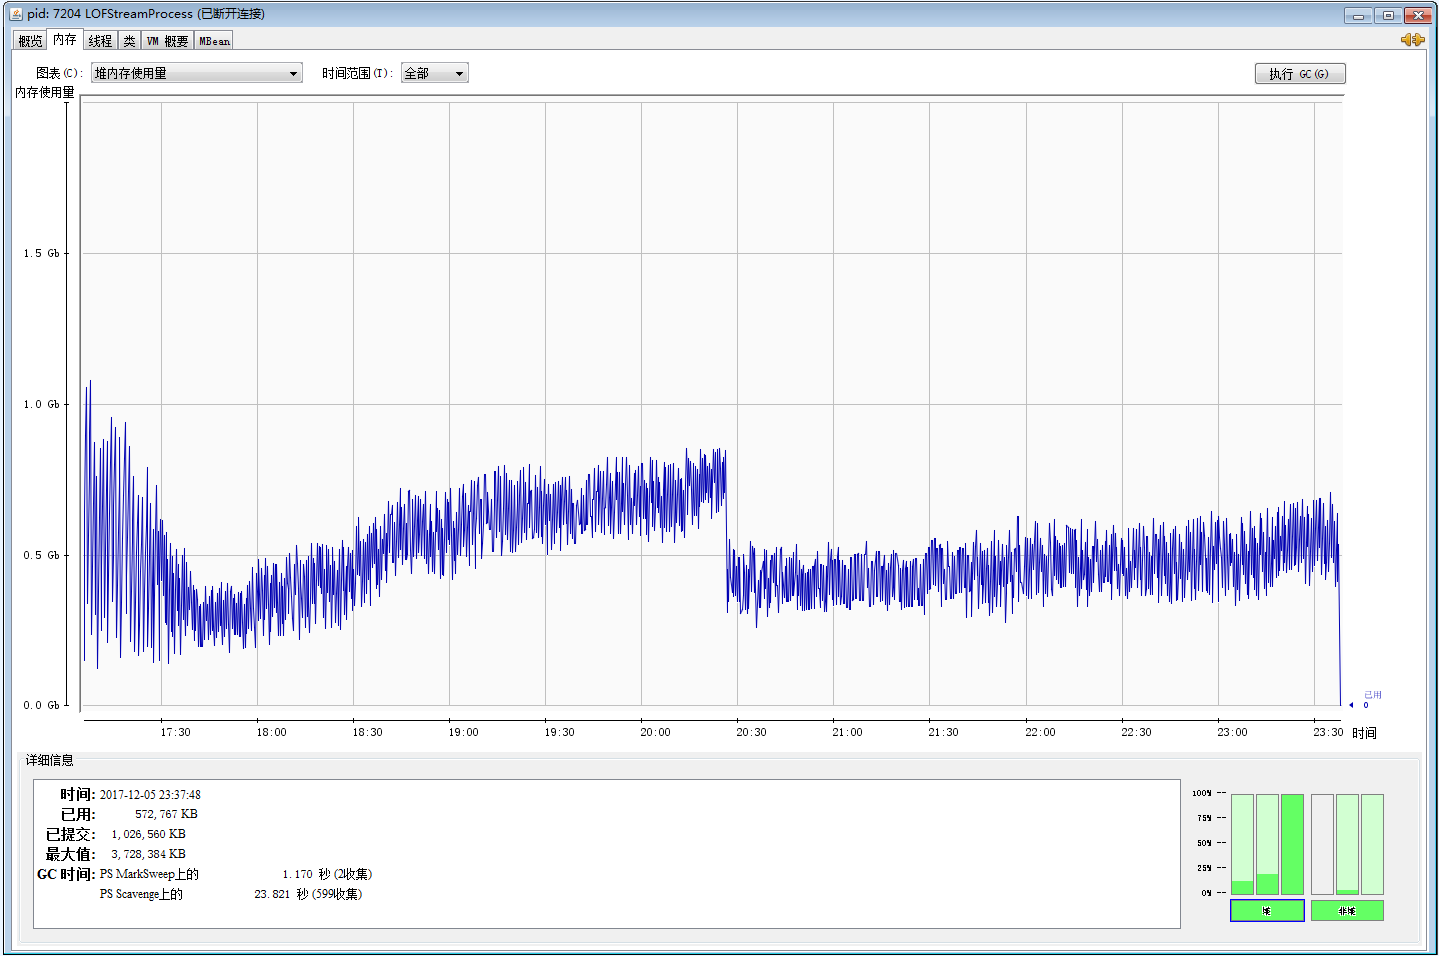 pid: 7204 LOFStreamProcess (已断开连接)
概览 内存 线程 类 VM 概要 MBean
图表(C): 堆内存使用量 时间范围(T): 全部 执行 GC(G)
内存使用量
1.5 Gb
1.0 Gb
0.5 Gb
0.0 Gb
已用
0
17:30 18:00 18:30 19:00 19:30 20:00 20:30 21:00 21:30 22:00 22:30 23:00 23:30 时间
详细信息
时间: 2017-12-05 23:37:48
已用: 572,767 KB
已提交: 1,026,560 KB
最大值: 3,728,384 KB
GC 时间: PS MarkSweep上的 1.170 秒 (2收集)
PS Scavenge上的 23.821 秒 (599收集)
100%
75%
50%
25%
0%
堆 非堆